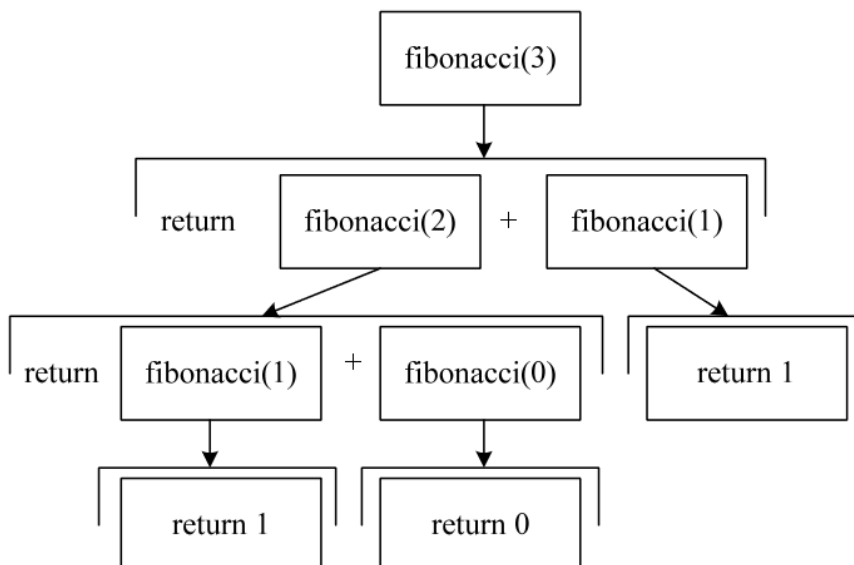 fibonacci(3)
return fibonacci(2) + fibonacci(1)
return fibonacci(1) + fibonacci(0) return 1
return 1 return 0